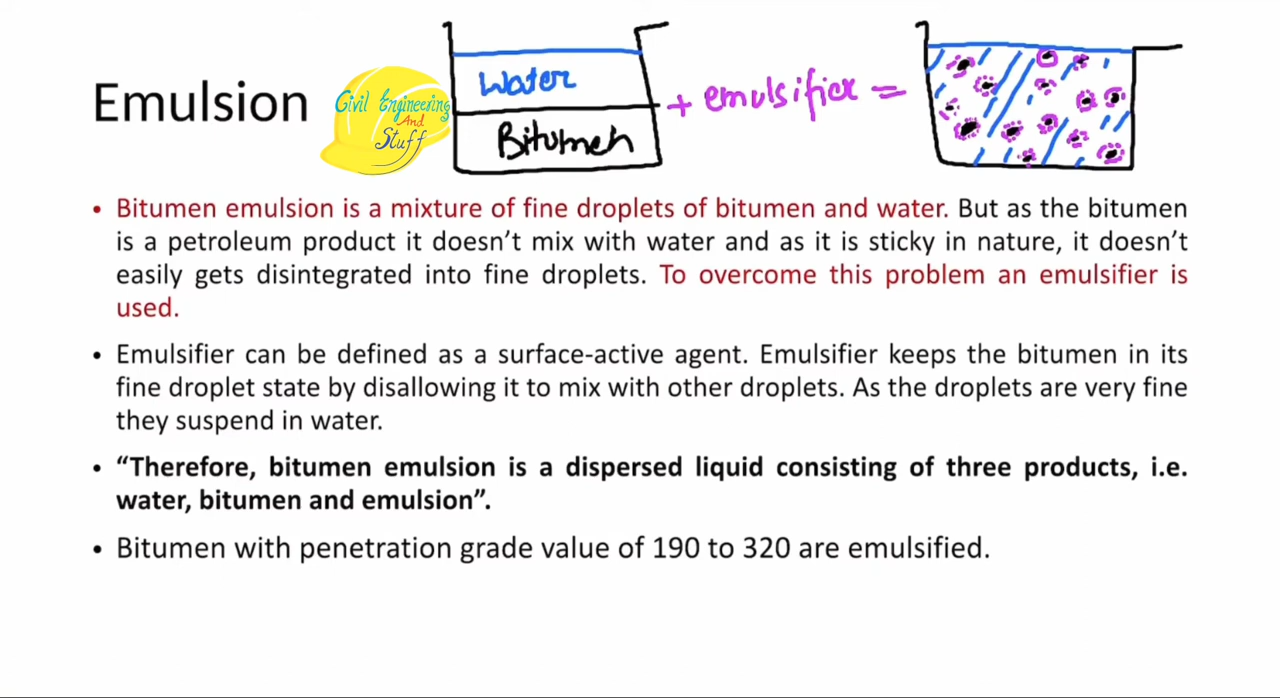 Emulsion
Civil Engineering
And
Stuff
Water
Bitumen
+ emulsifier =
• Bitumen emulsion is a mixture of fine droplets of bitumen and water. But as the bitumen
is a petroleum product it doesn’t mix with water and as it is sticky in nature, it doesn’t
easily gets disintegrated into fine droplets. To overcome this problem an emulsifier is
used.
• Emulsifier can be defined as a surface-active agent. Emulsifier keeps the bitumen in its
fine droplet state by disallowing it to mix with other droplets. As the droplets are very fine
they suspend in water.
• “Therefore, bitumen emulsion is a dispersed liquid consisting of three products, i.e.
water, bitumen and emulsion”.
• Bitumen with penetration grade value of 190 to 320 are emulsified.